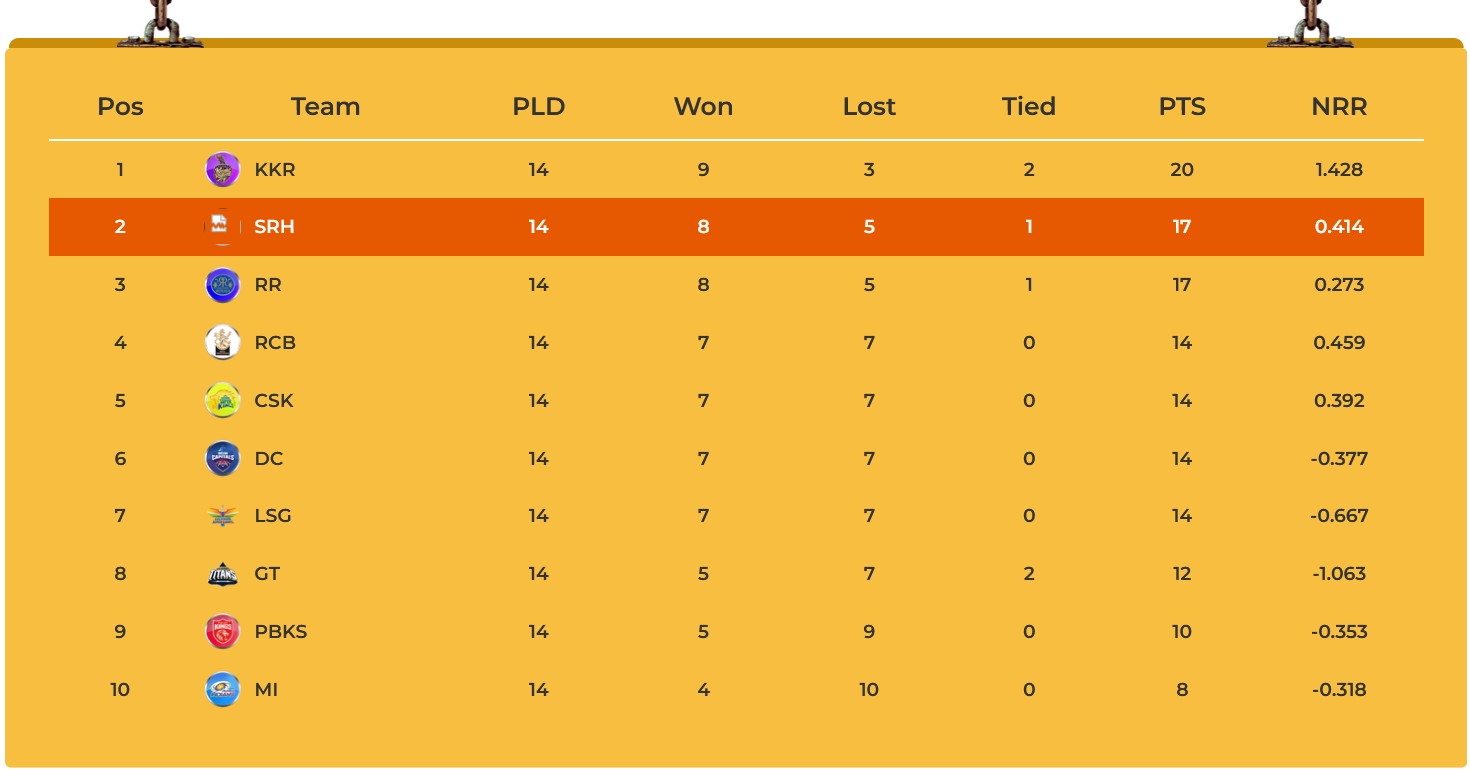 Pos Team PLD Won Lost Tied PTS NRR
1 KKR 14 9 3 2 20 1.428
2 SRH 14 8 5 1 17 0.414
3 RR 14 8 5 1 17 0.273
4 RCB 14 7 7 0 14 0.459
5 CSK 14 7 7 0 14 0.392
6 DC 14 7 7 0 14 -0.377
7 LSG 14 7 7 0 14 -0.667
8 TITANS GT 14 5 7 2 12 -1.063
9 KINGS PBKS 14 5 9 0 10 -0.353
10 MI 14 4 10 0 8 -0.318